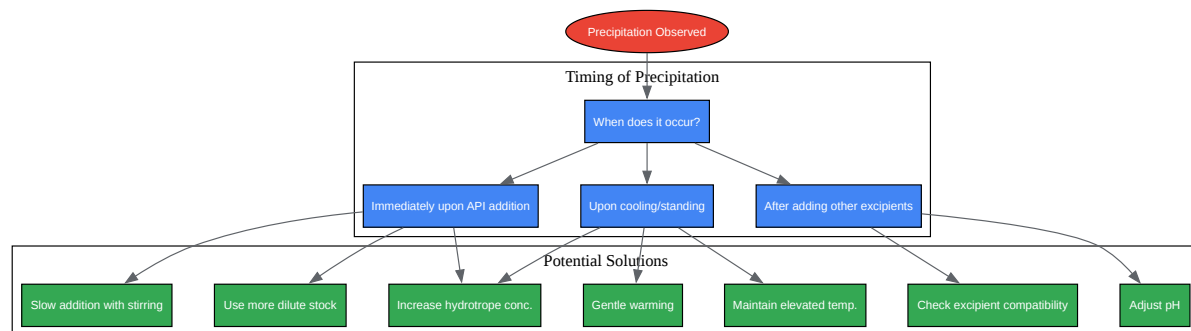 Precipitation Observed
Timing of Precipitation
When does it occur?
Immediately upon API addition
Upon cooling/standing
After adding other excipients
Potential Solutions
Slow addition with stirring
Use more dilute stock
Increase hydrotrope conc.
Gentle warming
Maintain elevated temp.
Check excipient compatibility
Adjust pH